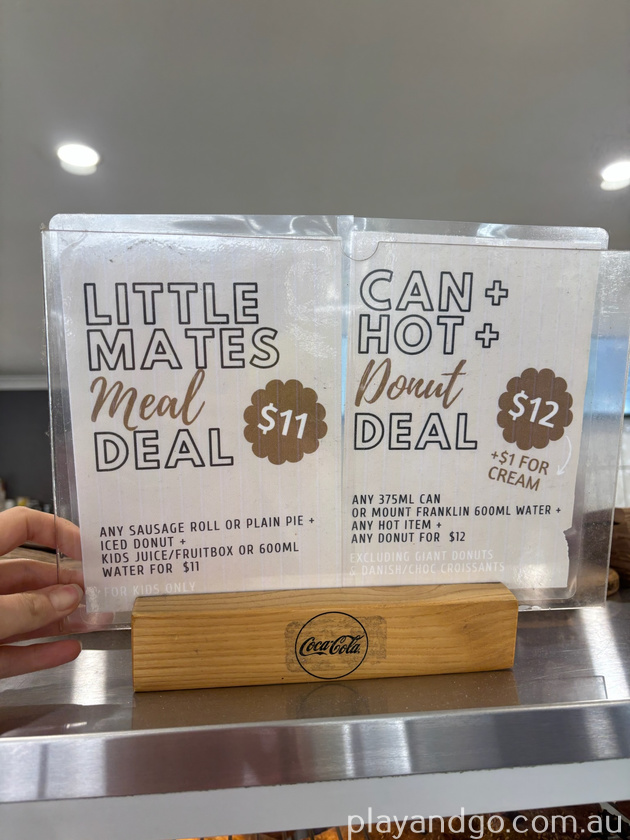 LITTLE
MATES
Meal
DEAL
$11
ANY SAUSAGE ROLL OR PLAIN PIE +
ICED DONUT +
KIDS JUICE/FRUITBOX OR 600ML
WATER FOR $11
*FOR KIDS ONLY
CAN +
HOT +
Donut
DEAL
$12
+$1 FOR
CREAM
ANY 375ML CAN
OR MOUNT FRANKLIN 600ML WATER +
ANY HOT ITEM +
ANY DONUT FOR $12
EXCLUDING GIANT DONUTS
& DANISH/CHOC CROISSANTS
Coca-Cola
playandgo.com.au